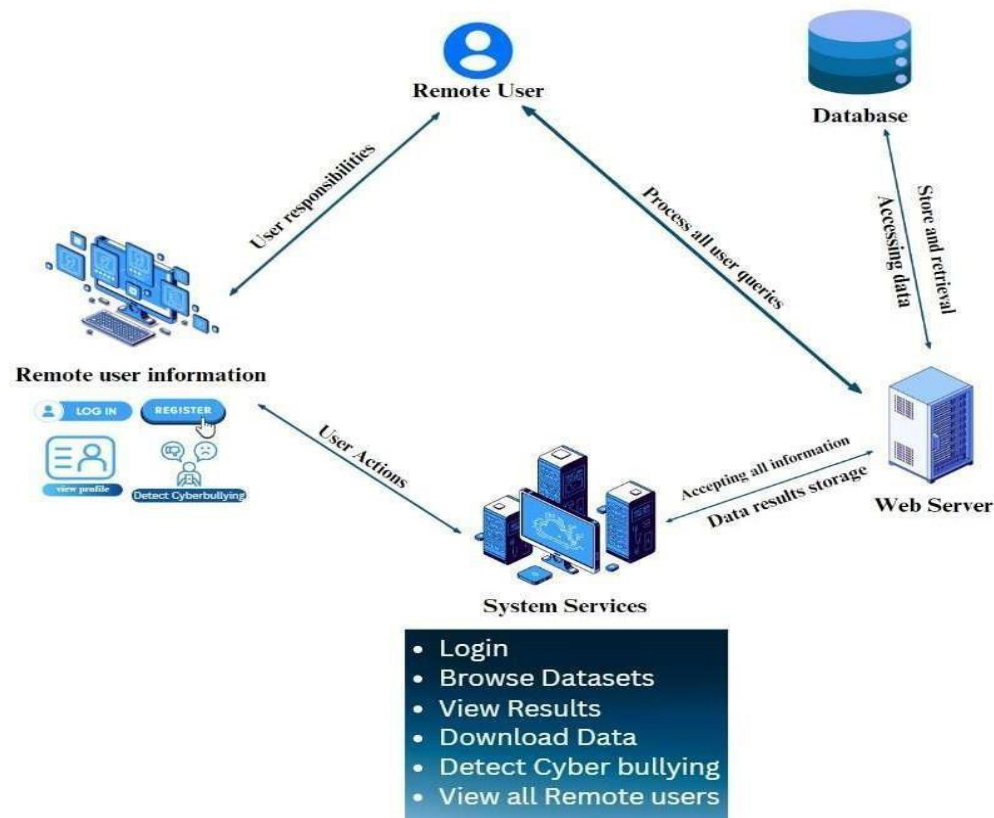 Remote User
Database
User responsibilities
Process all user queries
Store and retrieval
Accessing data
Remote user information
LOG IN
REGISTER
view profile
Detect Cyberbullying
User Actions
Accepting all information
Data results storage
Web Server
System Services
• Login
• Browse Datasets
• View Results
• Download Data
• Detect Cyber bullying
• View all Remote users